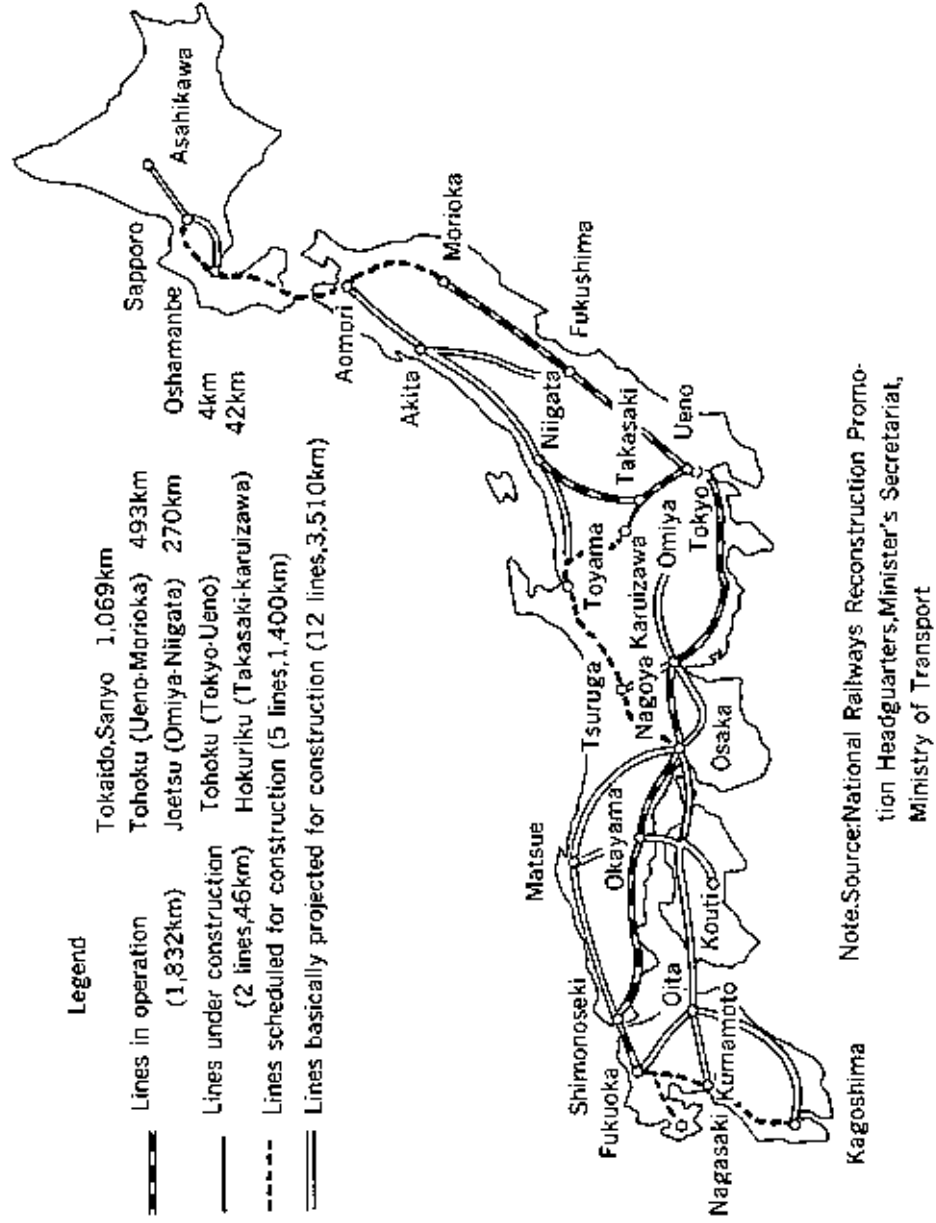 Legend
Lines in operation
(1,832km)
Tokaido,Sanyo 1,069km
Tohoku (Ueno-Morioka) 493km
Joetsu (Omiya-Niigata) 270km
Lines under construction
(2 lines,46km)
Tohoku (Tokyo-Ueno) 4km
Hokuriku (Takasaki-karuizawa) 42km
Lines scheduled for construction (5 lines,1,400km)
Lines basically projected for construction (12 lines,3,510km)
Asahikawa
Sapporo
Oshamanbe
Aomori
Morioka
Akita
Fukushima
Niigata
Takasaki
Ueno
Toyama
Karuizawa
Omiya
Tokyo
Tsuruga
Nagoya
Osaka
Matsue
Okayama
Kouti
Shimonoseki
Fukuoka
Oita
Kumamoto
Nagasaki
Kagoshima
Note.Source:National Railways Reconstruction Promo-
tion Headguarters,Minister's Secretariat,
Ministry of Transport